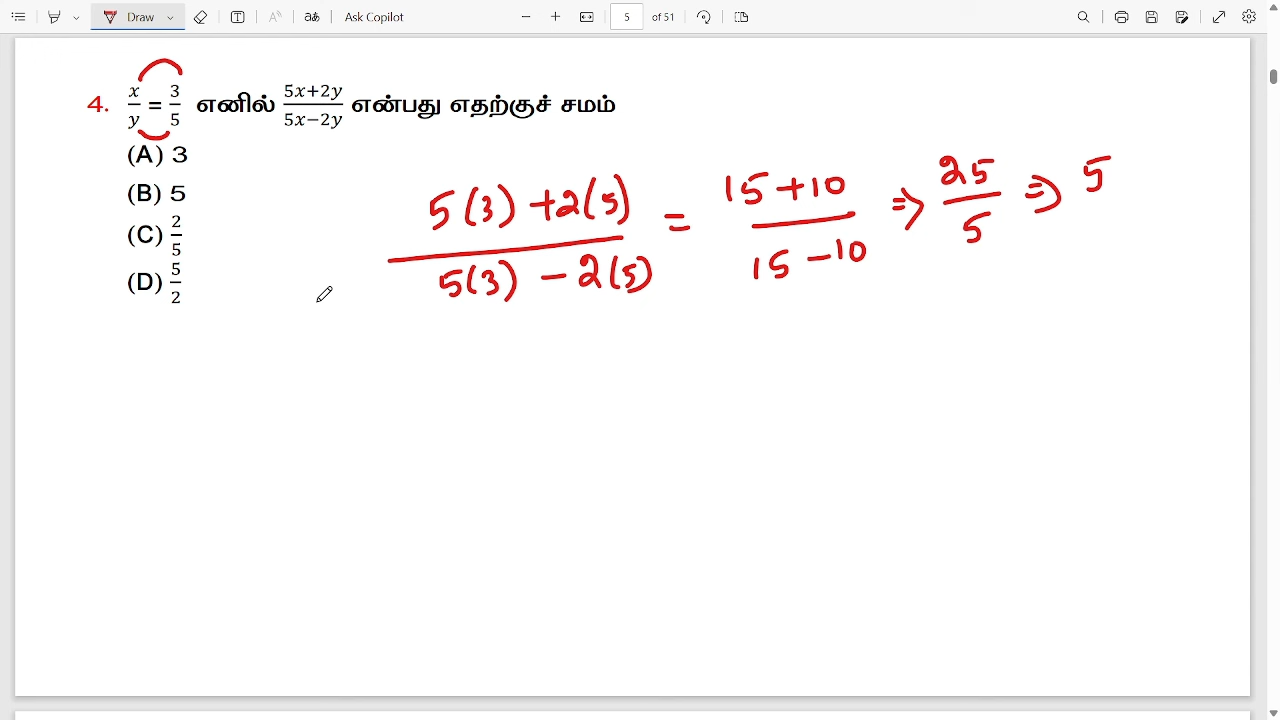 Draw Ask Copilot 5 of 51
4. x/y = 3/5 எனில் 5x+2y/5x−2y என்பது எதற்குச் சமம்
(A) 3
(B) 5
(C) 2/5
(D) 5/2
5(3) +2(5)/5(3) − 2(5) = 15+10/15−10 ⇒ 25/5 ⇒ 5